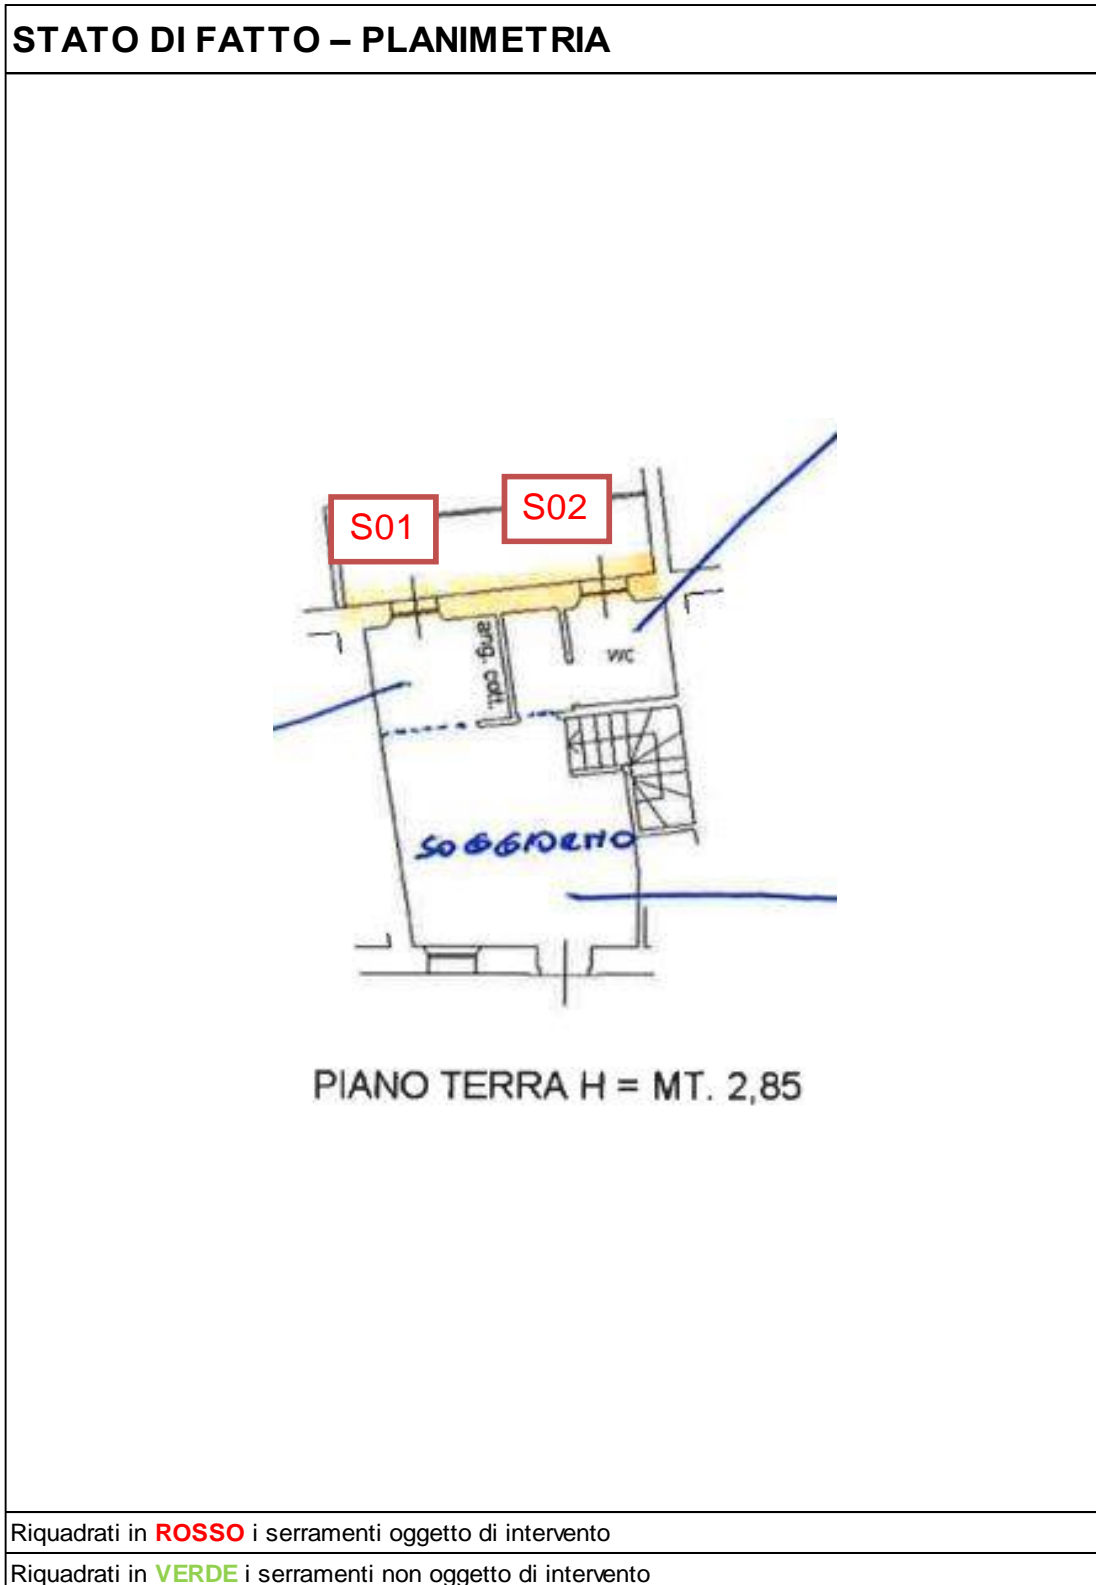 STATO DI FATTO – PLANIMETRIA
S01
S02
ang. cott.
WC
SOGGIORNO
PIANO TERRA H = MT. 2,85
Riquadrati in ROSSO i serramenti oggetto di intervento
Riquadrati in VERDE i serramenti non oggetto di intervento